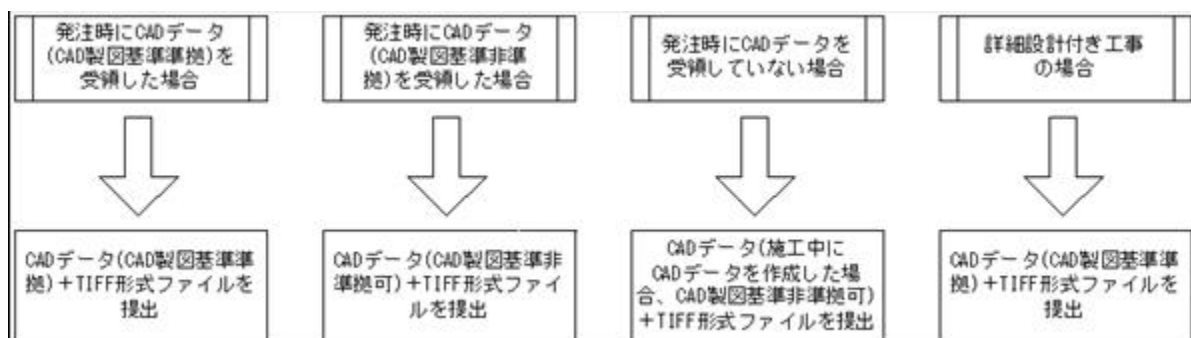 発注時にCADデータ
(CAD製図基準準拠)を
受領した場合
発注時にCADデータ
(CAD製図基準非準
拠)を受領した場合
発注時にCADデータを
受領していない場合
詳細設計付き工事
の場合
CADデータ(CAD製図基準準
拠)+TIFF形式ファイルを
提出
CADデータ(CAD製図基準非
準拠可)+TIFF形式ファイ
ルを提出
CADデータ(施工中に
CADデータを作成した場
合、CAD製図基準非準拠可)
+TIFF形式ファイルを提出
CADデータ(CAD製図基準準
拠)+TIFF形式ファイルを
提出